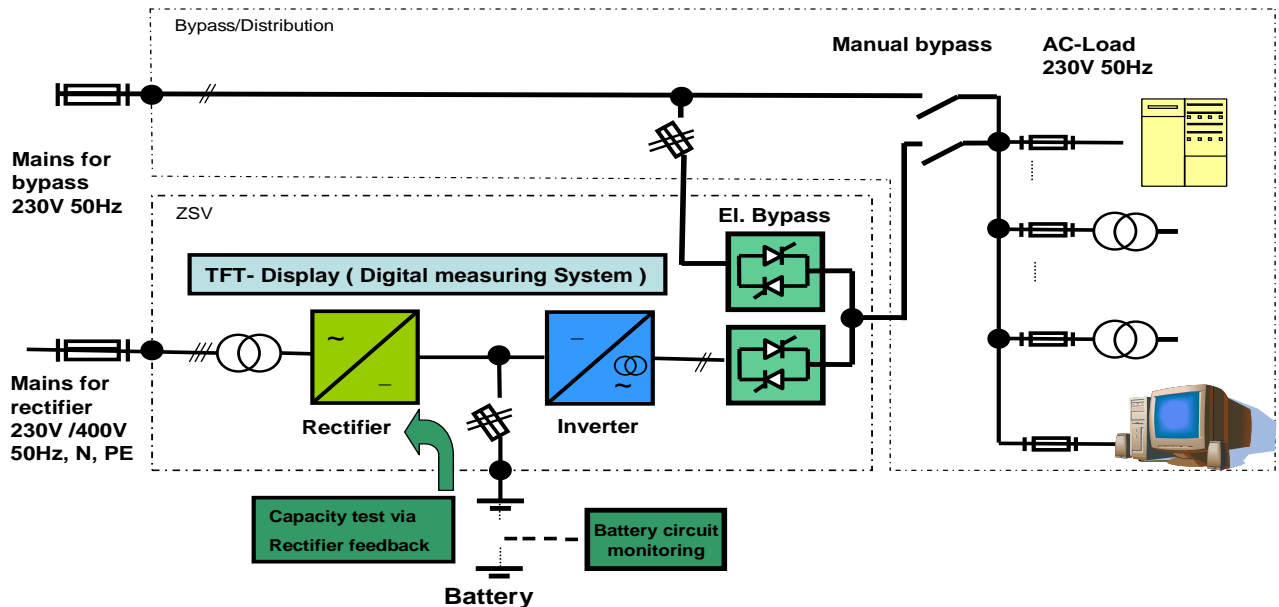 Bypass/Distribution
Manual bypass
AC-Load
230V 50Hz
Mains for
bypass
230V 50Hz
ZSV
El. Bypass
TFT- Display ( Digital measuring System )
~
–
–
~
Mains for
rectifier
230V /400V
50Hz, N, PE
Rectifier
Inverter
Capacity test via
Rectifier feedback
Battery circuit
monitoring
Battery